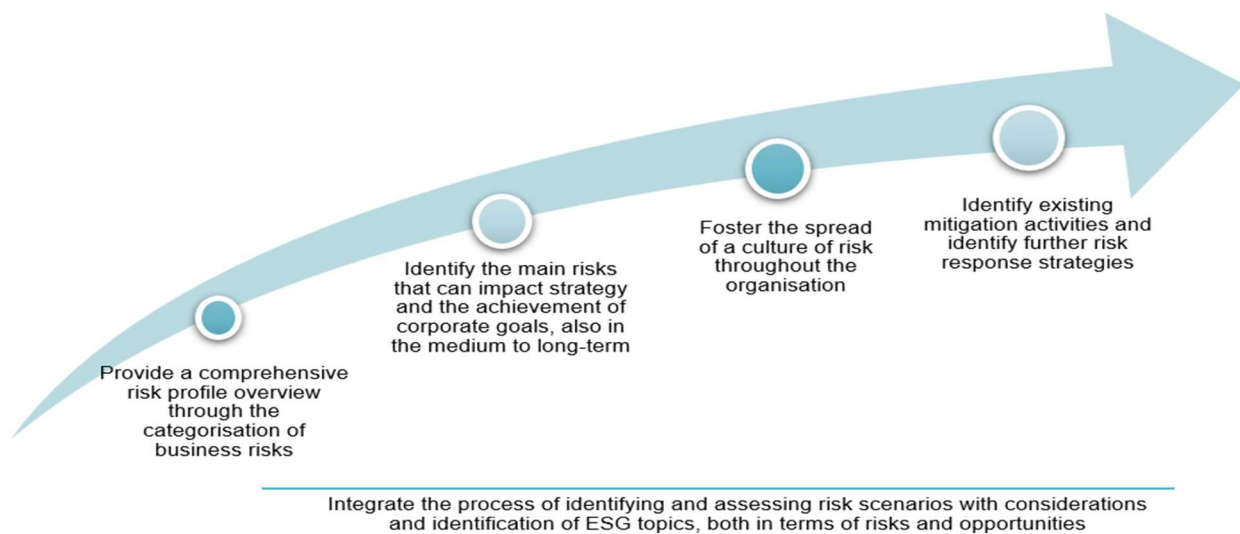 Provide a comprehensive
risk profile overview
through the
categorisation of
business risks
Identify the main risks
that can impact strategy
and the achievement of
corporate goals, also in
the medium to long-term
Foster the spread
of a culture of risk
throughout the
organisation
Identify existing
mitigation activities and
identify further risk
response strategies
Integrate the process of identifying and assessing risk scenarios with considerations
and identification of ESG topics, both in terms of risks and opportunities